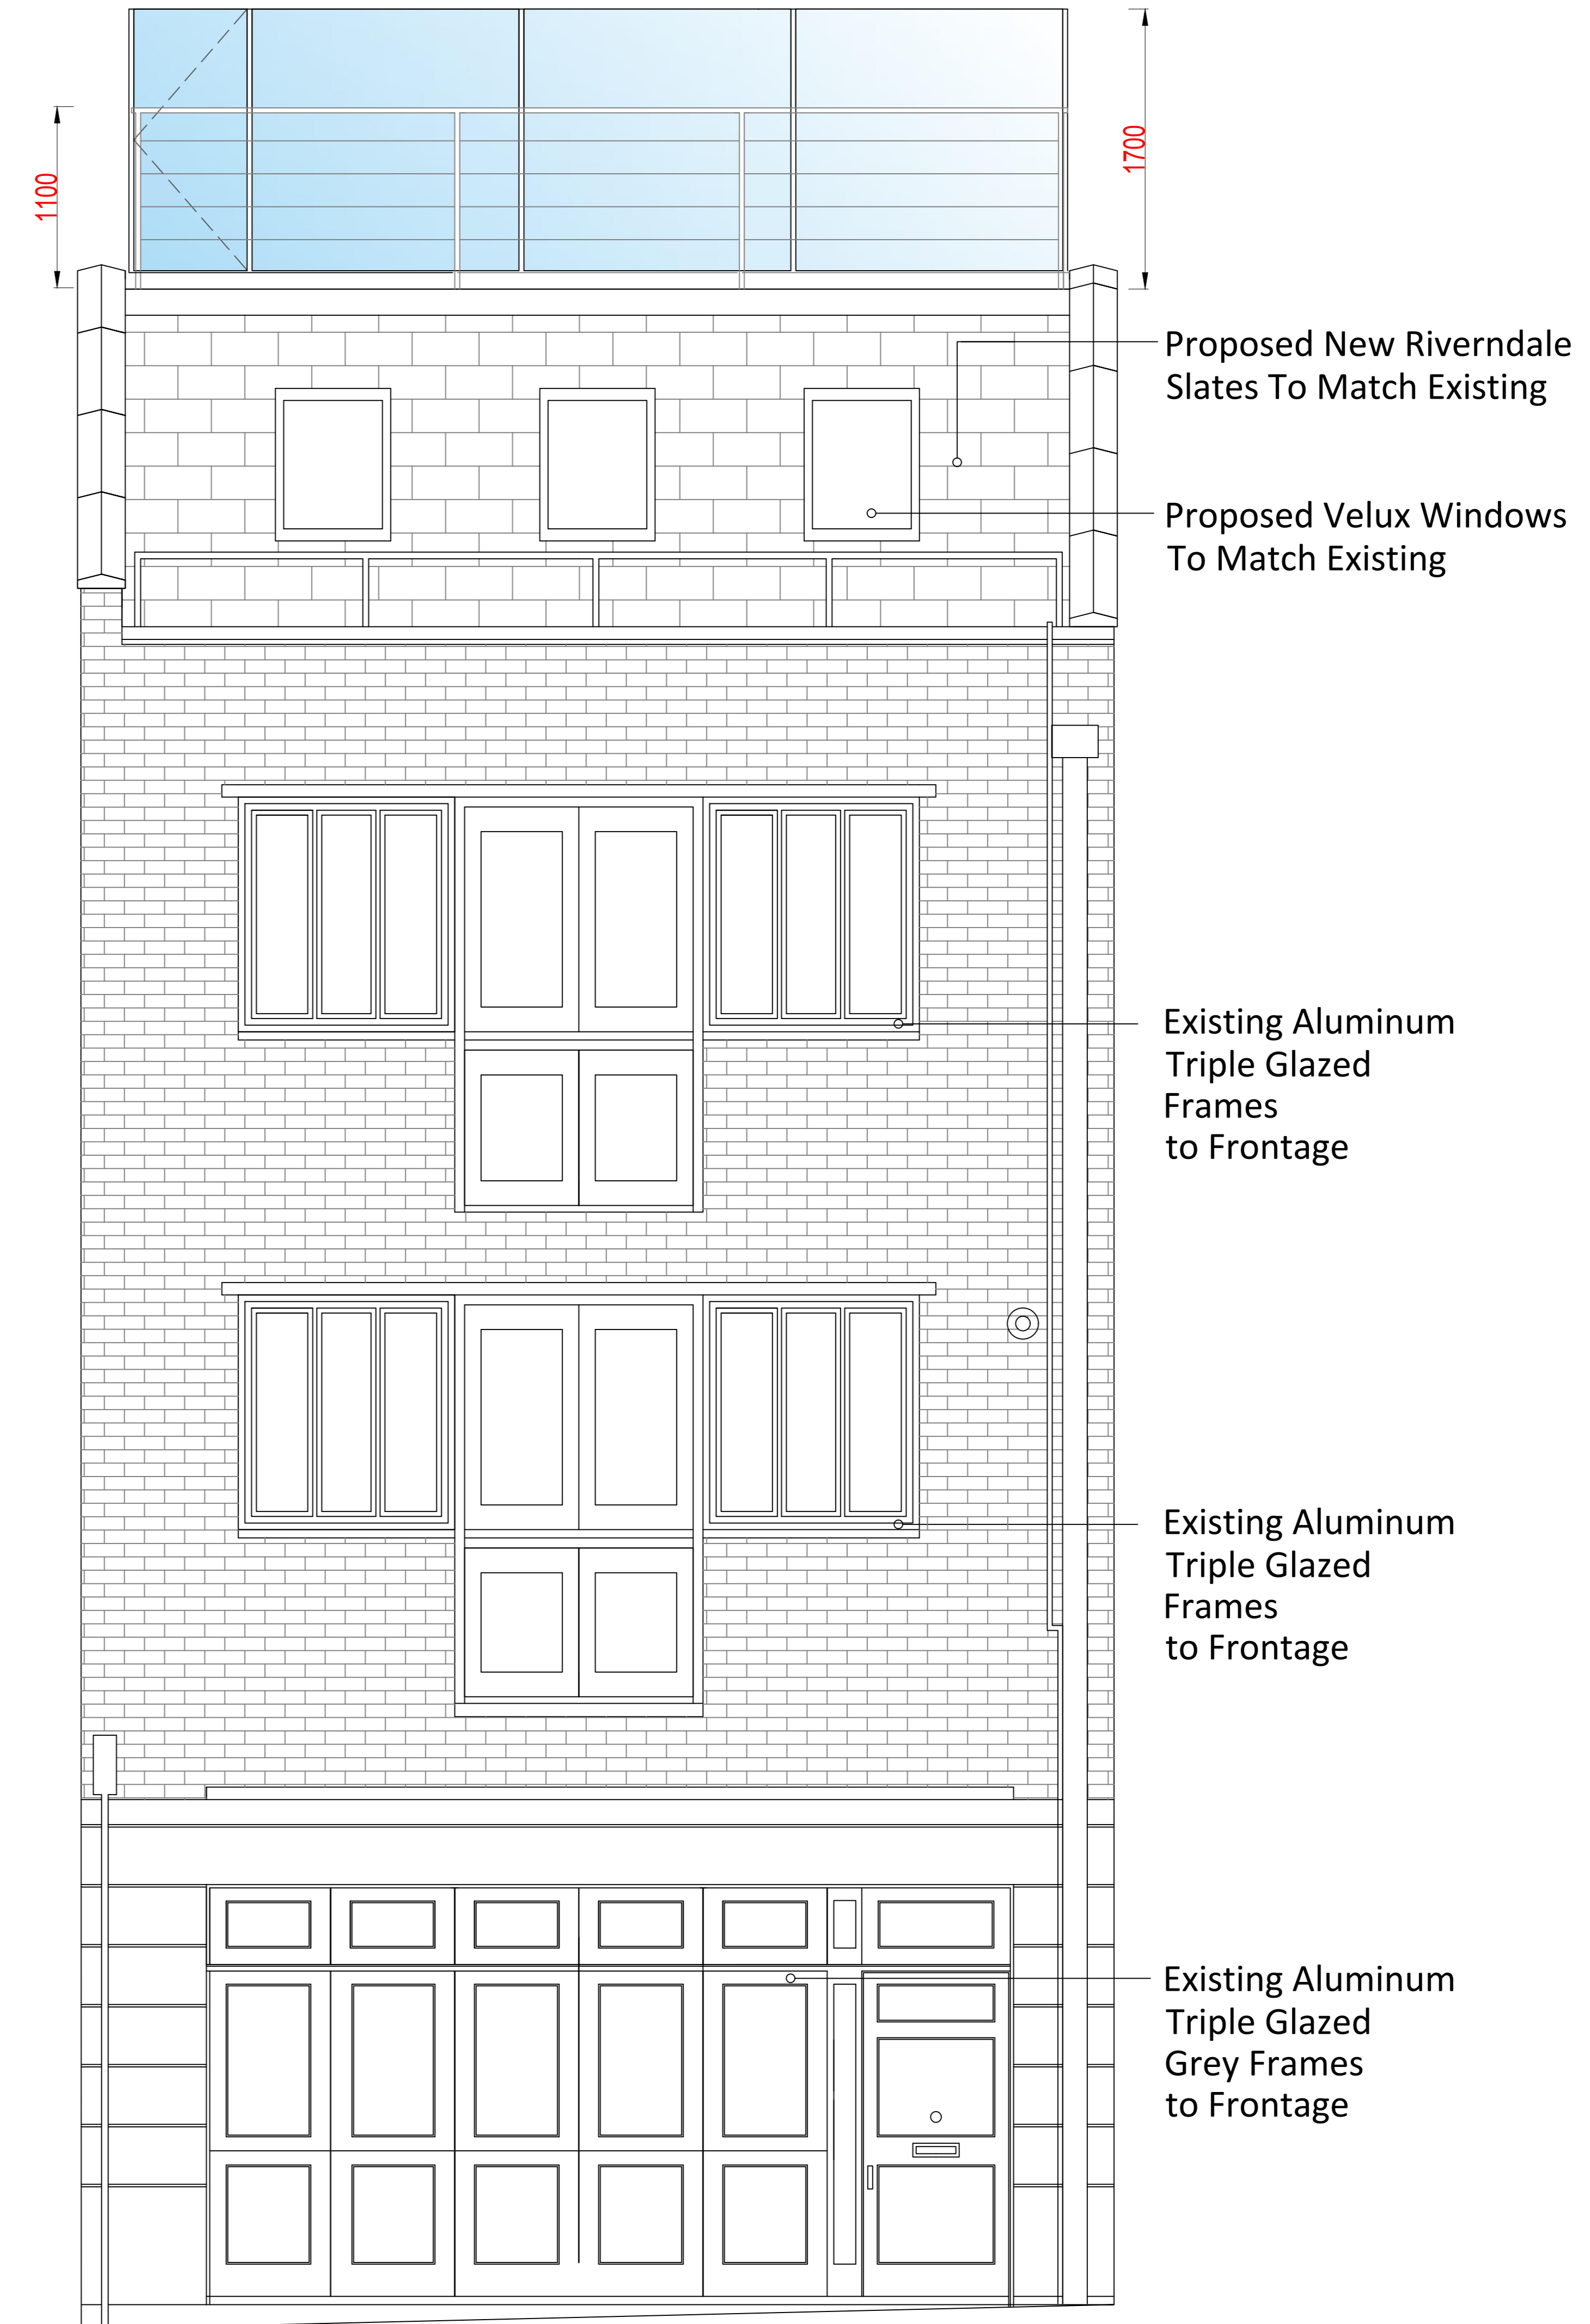 1700
1100
Proposed New Riverndale
Slates To Match Existing
Proposed Velux Windows
To Match Existing
Existing Aluminum
Triple Glazed
Frames
to Frontage
Existing Aluminum
Triple Glazed
Frames
to Frontage
Existing Aluminum
Triple Glazed
Grey Frames
to Frontage